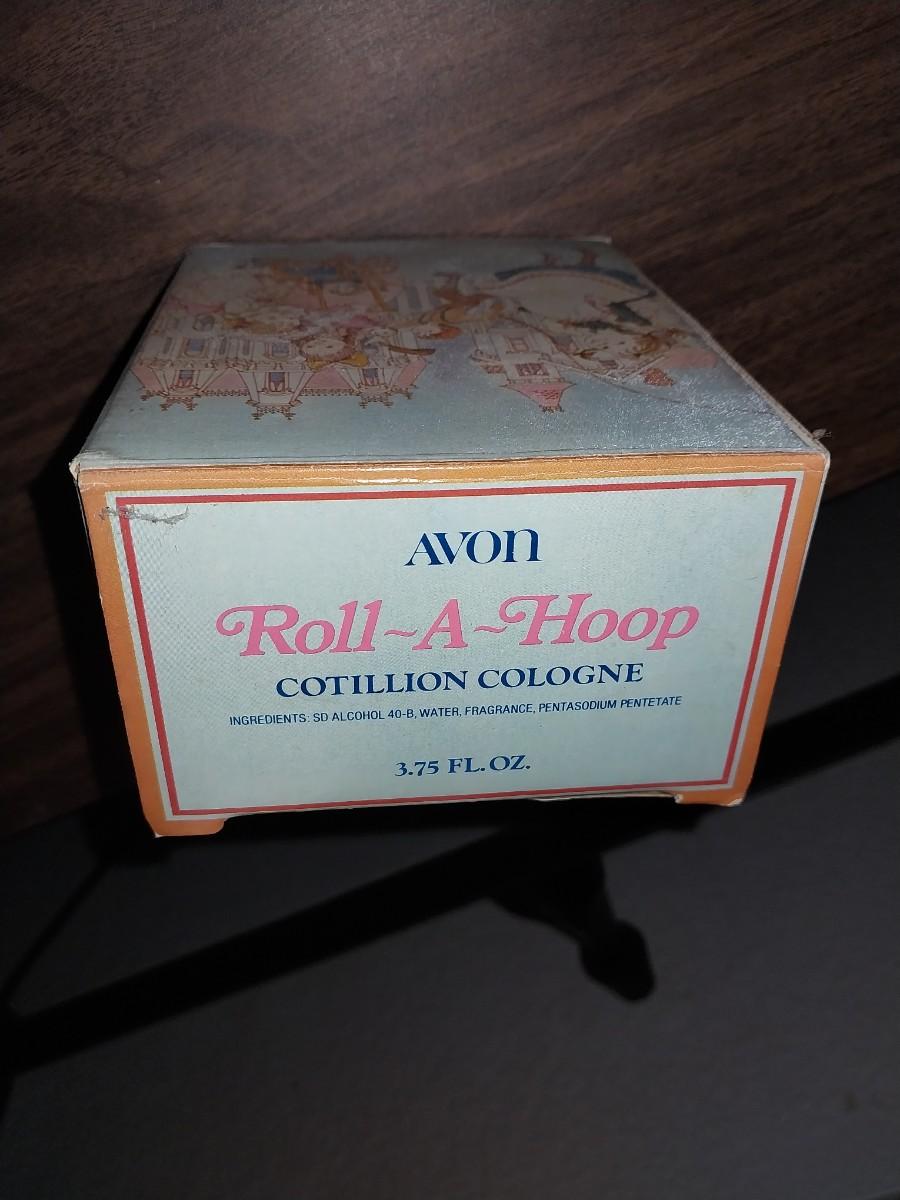 AVON
Roll~A~Hoop
COTILLION COLOGNE
INGREDIENTS: SD ALCOHOL 40-B, WATER, FRAGRANCE, PENTASODIUM PENTETATE
3.75 FL. OZ.